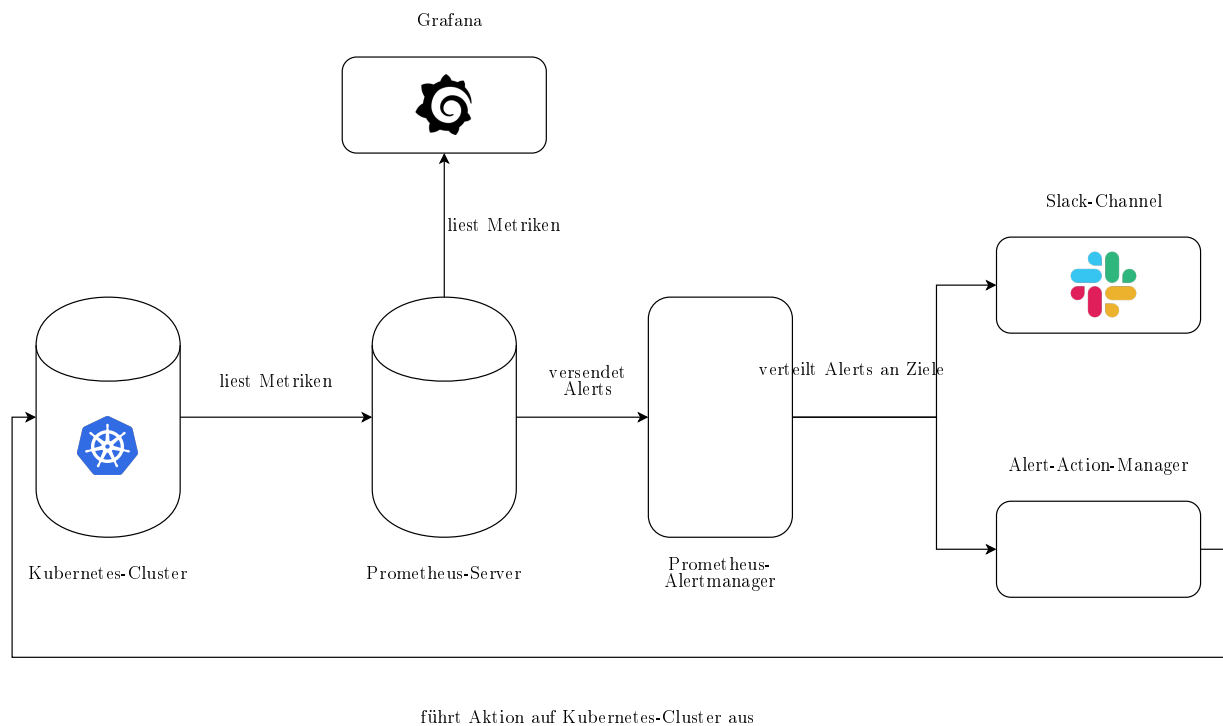 Grafana
liest Metriken
Slack-Channel
liest Metriken
versendet
Alerts
verteilt Alerts an Ziele
Alert-Action-Manager
Kubernetes-Cluster
Prometheus-Server
Prometheus-
Alertmanager
führt Aktion auf Kubernetes-Cluster aus